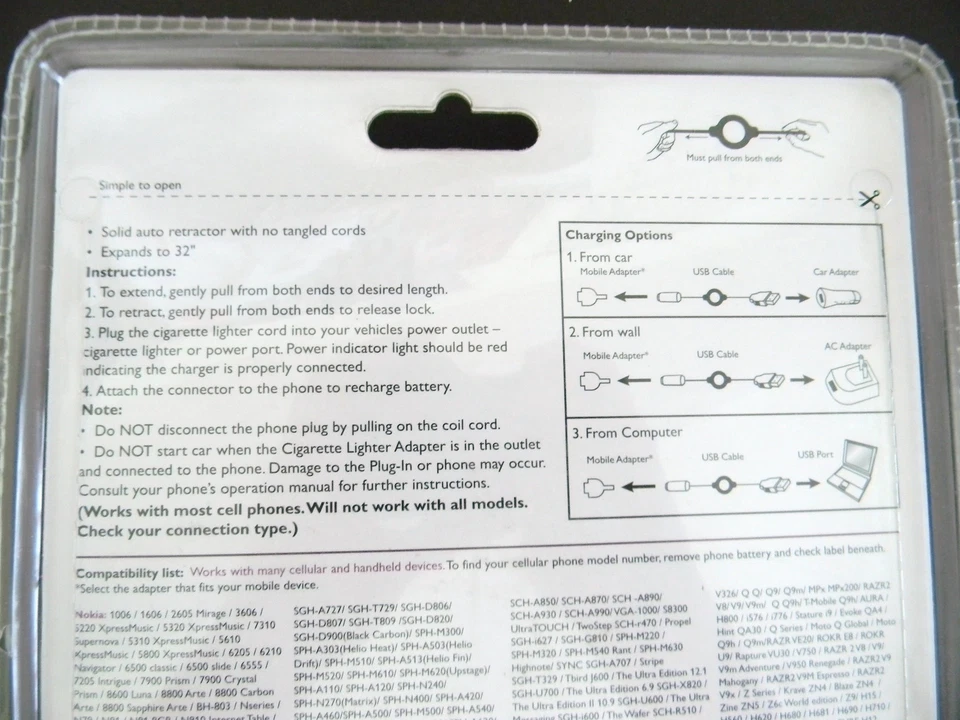 Must pull from both ends
Simple to open
• Solid auto retractor with no tangled cords
• Expands to 32"
Instructions:
1. To extend, gently pull from both ends to desired length.
2. To retract, gently pull from both ends to release lock.
3. Plug the cigarette lighter cord into your vehicles power outlet –
cigarette lighter or power port. Power indicator light should be red
indicating the charger is properly connected.
4. Attach the connector to the phone to recharge battery.
Note:
• Do NOT disconnect the phone plug by pulling on the coil cord.
• Do NOT start car when the Cigarette Lighter Adapter is in the outlet
and connected to the phone. Damage to the Plug-In or phone may occur.
Consult your phone's operation manual for further instructions.
(Works with most cell phones. Will not work with all models.
Check your connection type.)
Charging Options
1. From car
Mobile Adapter* USB Cable Car Adapter
2. From wall
Mobile Adapter* USB Cable AC Adapter
3. From Computer
Mobile Adapter* USB Cable USB Port
Compatibility list: Works with many cellular and handheld devices. To find your cellular phone model number, remove phone battery and check label beneath.
*Select the adapter that fits your mobile device.
Nokia: 1006 / 1606 / 2605 Mirage / 3606 /
5220 XpressMusic / 5320 XpressMusic / 7310
Supernova / 5310 XpressMusic / 5610
XpressMusic / 5800 XpressMusic / 6205 / 6210
Navigator / 6500 classic / 6500 slide / 6555 /
7205 Intrigue / 7900 Prism / 7900 Crystal
Prism / 8600 Luna / 8800 Arte / 8800 Carbon
Arte / 8800 Sapphire Arte / BH-803 / Nseries /
SGH-A727/ SGH-T729/ SGH-D806/
SGH-D807/ SGH-T809 /SGH-D820/
SGH-D900(Black Carbon)/ SPH-M300/
SPH-A303(Helio Heat)/ SPH-A503(Helio
Drift)/ SPH-M510/ SPH-A513(Helio Fin)/
SPH-M520/ SPH-M610/ SPH-M620(Upstage)/
SPH-A110/ SPH-A120/ SPH-N240/
SPH-N270(Matrix)/ SPH-N400/ SPH-A420/
SPH-A460/SPH-A500/ SPH-M500/ SPH-A540/
SCH-A850/ SCH-A870/ SCH -A890/
SCH-A930 / SCH-A990/ VGA-1000/ S8300
UltraTOUCH / TwoStep SCH-r470 / Propel
SGH-i627 / SGH-G810 / SPH-M220 /
SPH-M320 / SPH-M540 Rant / SPH-M630
Highnote/ SYNC SGH-A707 / Stripe
SGH-T329 / Third J600 / The Ultra Edition 12.1
SGH-U700 / The Ultra Edition 6.9 SGH-X820 /
The Ultra Edition II 10.9 SGH-U600 / The Ultra
Messaging SGH-i600 / The Wafer SCH-R510 /
V326/ Q Q/ Q9/ Q9m/ MPx MPx200/ RAZR2
V8/ V9/ V9m/ Q Q9h/ T-Mobile Q9h/ AURA /
H800 / i576 / i776 / Stature i9 / Evoke QA4 /
Hint QA30 / Q Series / Moto Q Global / Moto
Q9h / Q9m/RAZR VE20/ ROKR E8 / ROKR
U9/ Rapture VU30 / V750 / RAZR 2 V8 / V9/
V9m Adventure / V950 Renegade / RAZR2 V9
Mahogany / RAZR2 V9M Espresso / RAZR2
V9x / Z Series / Krave ZN4 / Blaze ZN4 /
Zine ZN5 / Z6c World edition / Z9/ H15 /
H560 / H620 / H680 / H681 / H690 / H710 /